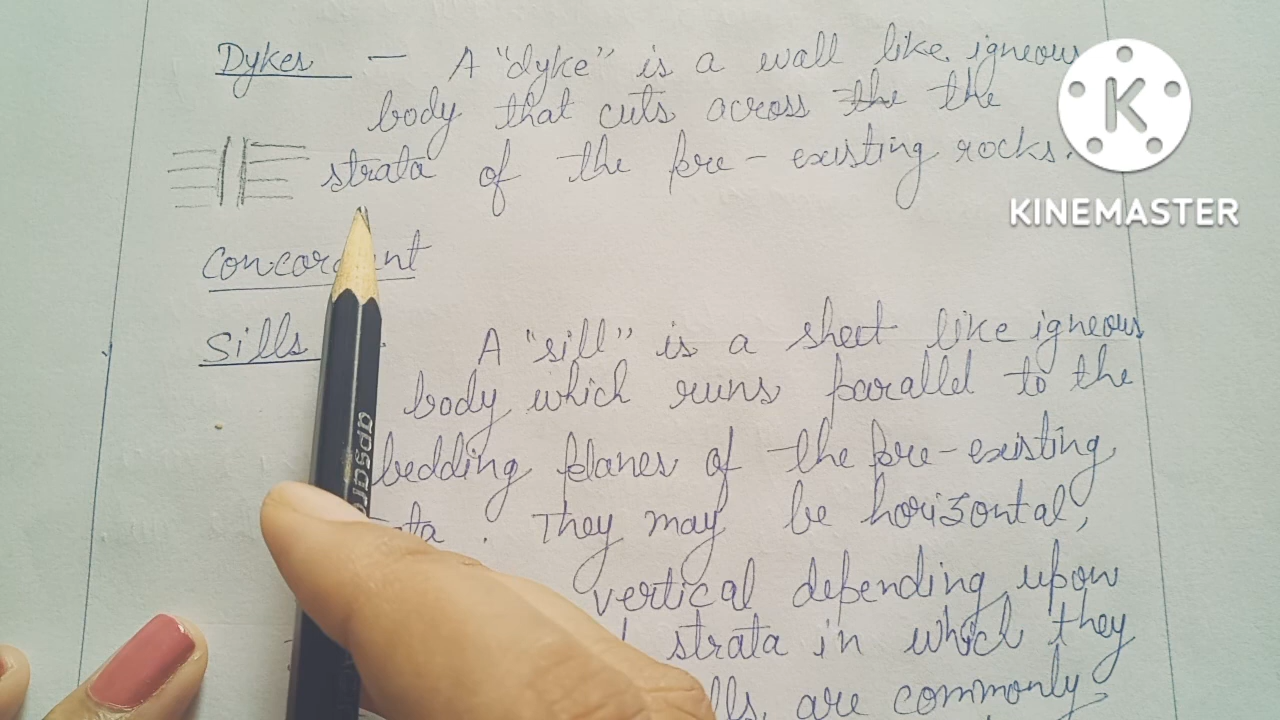 Dykes — A "dyke" is a wall like igneous
body that cuts across the the
strata of the pre-existing rocks.
Sills A "sill" is a sheet like igneous
body which runs parallel to the
bedding planes of the pre-existing
They may be horizontal,
vertical depending upon
strata in which they
are commonly
K
KINEMASTER
apsara